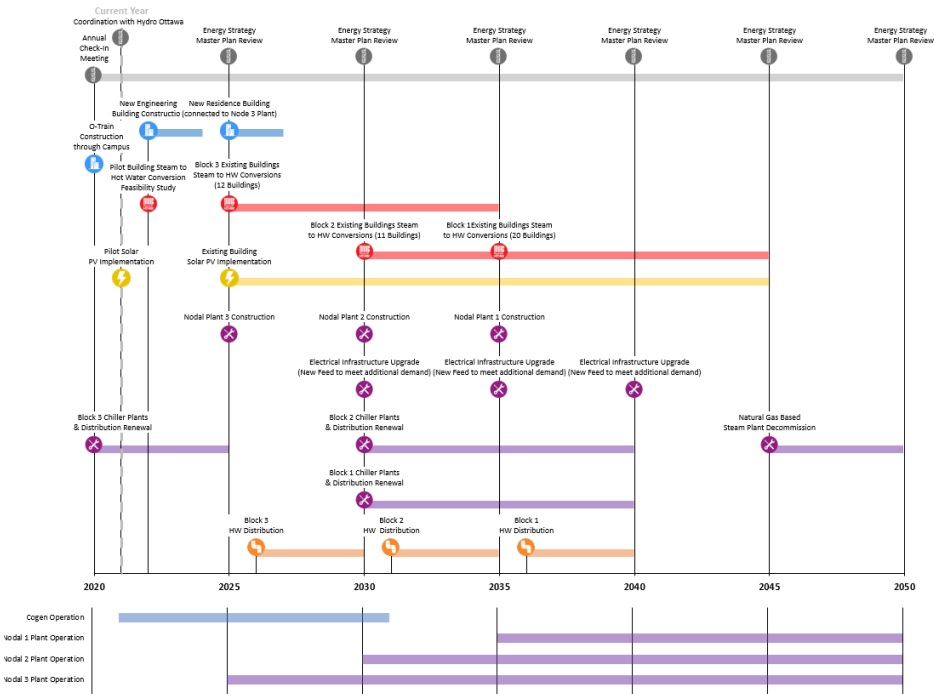 Current Year
Coordination with Hydro Ottawa
Annual
Check-In
Meeting
Energy Strategy
Master Plan Review
Energy Strategy
Master Plan Review
Energy Strategy
Master Plan Review
Energy Strategy
Master Plan Review
Energy Strategy
Master Plan Review
Energy Strategy
Master Plan Review
New Engineering
Building Constructio
New Residence Building
(connected to Node 3 Plant)
O-Train
Construction
through Campus
Pilot Building Steam to
Hot Water Conversion
Feasibility Study
Block 3 Existing Buildings
Steam to HW Conversions
(12 Buildings)
Block 2 Existing Buildings Steam
to HW Conversions (11 Buildings)
Block 1Existing Buildings Steam
to HW Conversions (20 Buildings)
Pilot Solar
PV Implementation
Existing Building
Solar PV Implementation
Nodal Plant 3 Construction
Nodal Plant 2 Construction
Nodal Plant 1 Construction
Electrical Infrastructure Upgrade
(New Feed to meet additional demand)
Electrical Infrastructure Upgrade
(New Feed to meet additional demand)
Electrical Infrastructure Upgrade
(New Feed to meet additional demand)
Block 3 Chiller Plants
& Distribution Renewal
Block 2 Chiller Plants
& Distribution Renewal
Natural Gas Based
Steam Plant Decommission
Block 1 Chiller Plants
& Distribution Renewal
Block 3
HW Distribution
Block 2
HW Distribution
Block 1
HW Distribution
2020 2025 2030 2035 2040 2045 2050
Cogen Operation
Nodal 1 Plant Operation
Nodal 2 Plant Operation
Nodal 3 Plant Operation